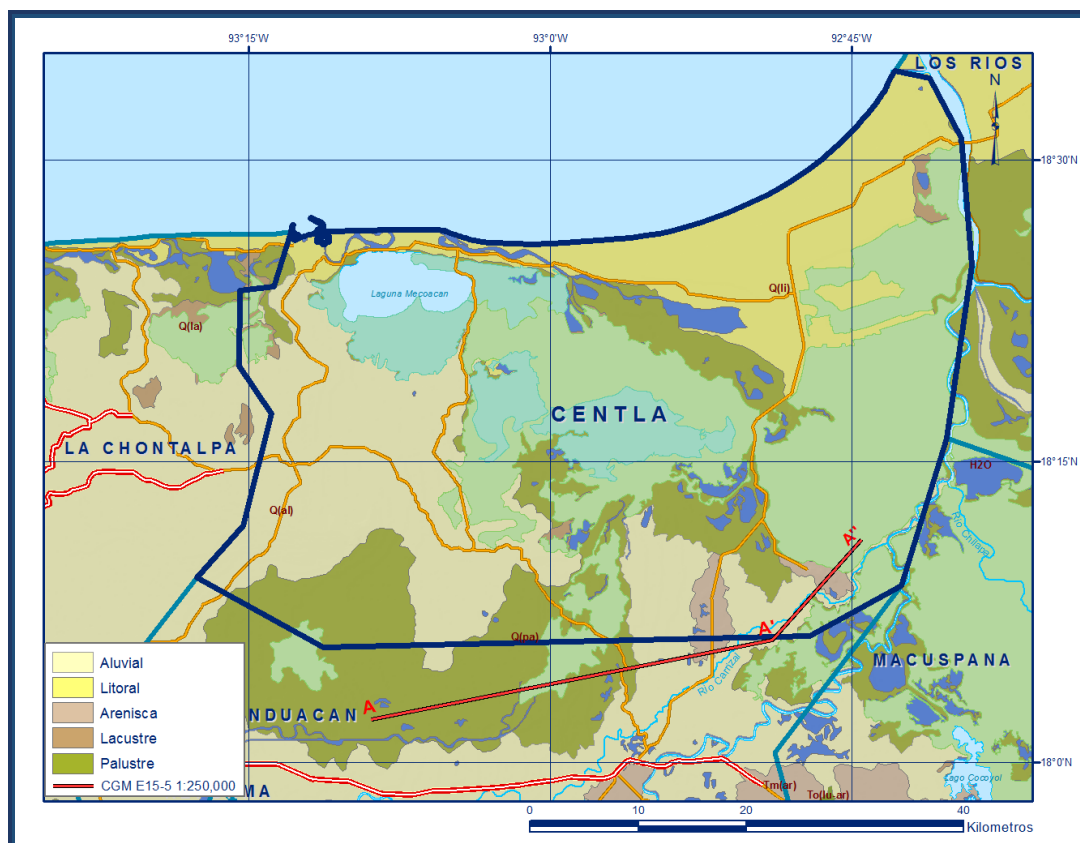 93°15'W
93°0'W
92°45'W
LOS RIOS
N
18°30'N
Laguna Mecoacan
Q(li)
Q(la)
CENTLA
LA CHONTALPA
18°15'N
H2O
Q(al)
Río Chilapa
A''
A'
Q(pa)
MACUSPANA
Río Carrizal
A
NDUACAN
Aluvial
Litoral
Arenisca
Lacustre
Palustre
CGM E15-5 1:250,000
MA
18°0'N
Tm(ar)
To(lu-ar)
Lago Cocoyol
0 10 20 40
Kilometros